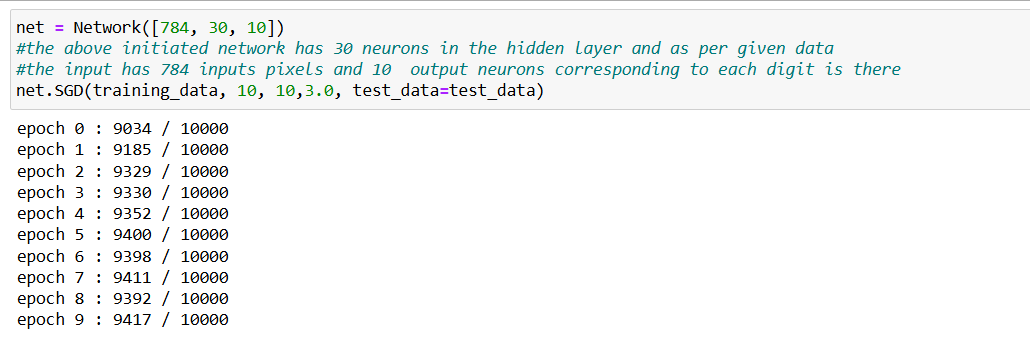 net = Network([784, 30, 10])
#the above initiated network has 30 neurons in the hidden layer and as per given data
#the input has 784 inputs pixels and 10  output neurons corresponding to each digit is there
net.SGD(training_data, 10, 10,3.0, test_data=test_data)
epoch 0 : 9034 / 10000
epoch 1 : 9185 / 10000
epoch 2 : 9329 / 10000
epoch 3 : 9330 / 10000
epoch 4 : 9352 / 10000
epoch 5 : 9400 / 10000
epoch 6 : 9398 / 10000
epoch 7 : 9411 / 10000
epoch 8 : 9392 / 10000
epoch 9 : 9417 / 10000